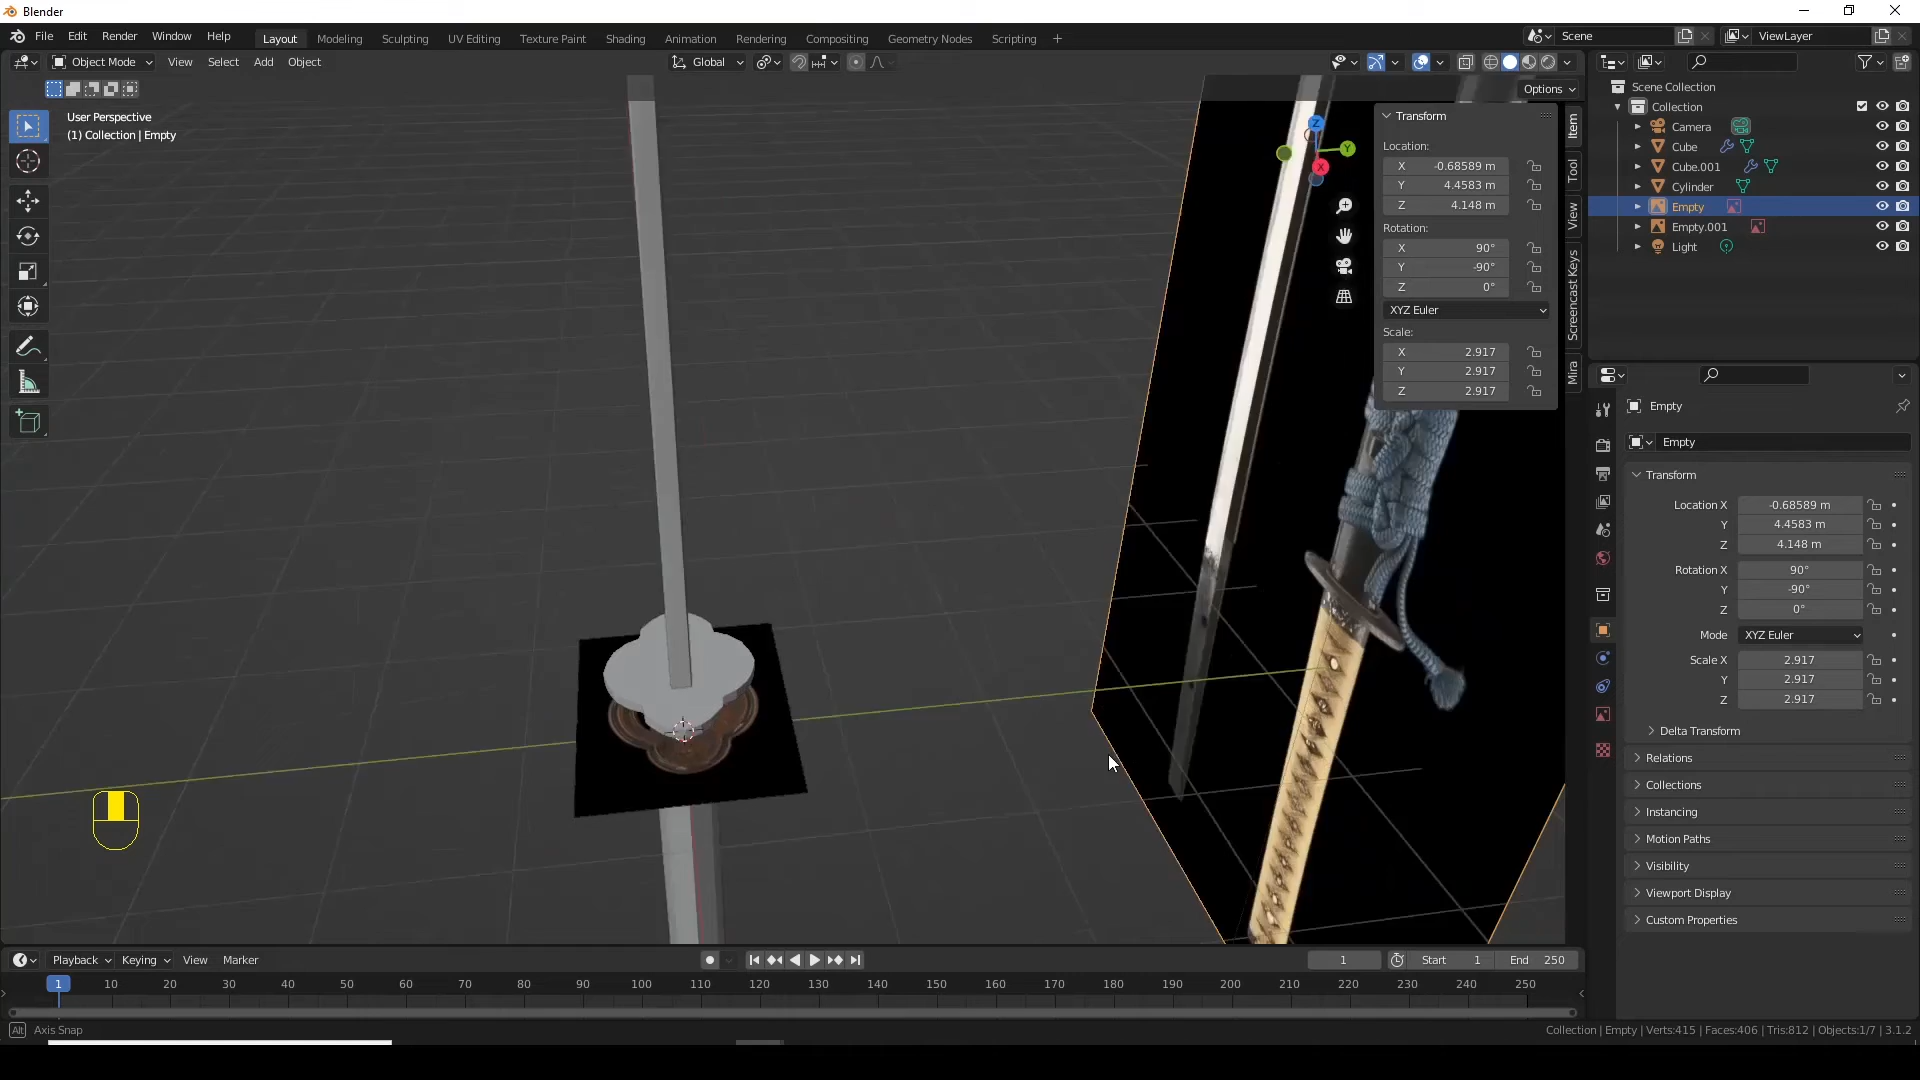 Blender
File Edit Render Window Help
Layout Modeling Sculpting UV Editing Texture Paint Shading Animation Rendering Compositing Geometry Nodes Scripting +
Scene
ViewLayer
Object Mode View Select Add Object
Global
Options
User Perspective
(1) Collection | Empty
Transform
Location:
X -0.68589 m
Y 4.4583 m
Z 4.148 m
Rotation:
X 90°
Y -90°
Z 0°
XYZ Euler
Scale:
X 2.917
Y 2.917
Z 2.917
Item
Tool
View
Screencast Keys
Mira
Z
Y
X
Scene Collection
Collection
Camera
Cube
Cube.001
Cylinder
Empty
Empty.001
Light
Empty
Empty
Transform
Location X -0.68589 m
Y 4.4583 m
Z 4.148 m
Rotation X 90°
Y -90°
Z 0°
Mode XYZ Euler
Scale X 2.917
Y 2.917
Z 2.917
Delta Transform
Relations
Collections
Instancing
Motion Paths
Visibility
Viewport Display
Custom Properties
Playback Keying View Marker
1 Start 1 End 250
1 10 20 30 40 50 60 70 80 90 100 110 120 130 140 150 160 170 180 190 200 210 220 230 240 250
Alt Axis Snap
Collection | Empty | Verts:415 | Faces:406 | Tris:812 | Objects:1/7 | 3.1.2